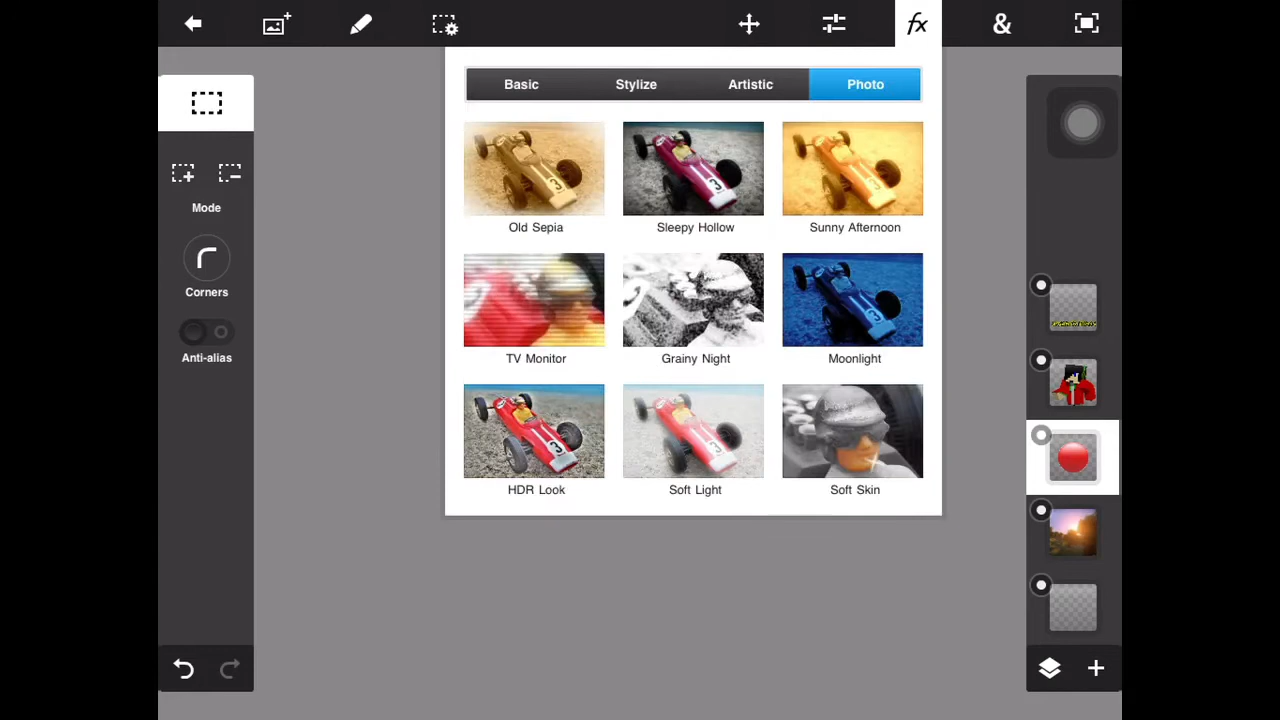 fx
&
Basic Stylize Artistic Photo
Old Sepia Sleepy Hollow Sunny Afternoon
TV Monitor Grainy Night Moonlight
HDR Look Soft Light Soft Skin
Mode
Corners
Anti-alias